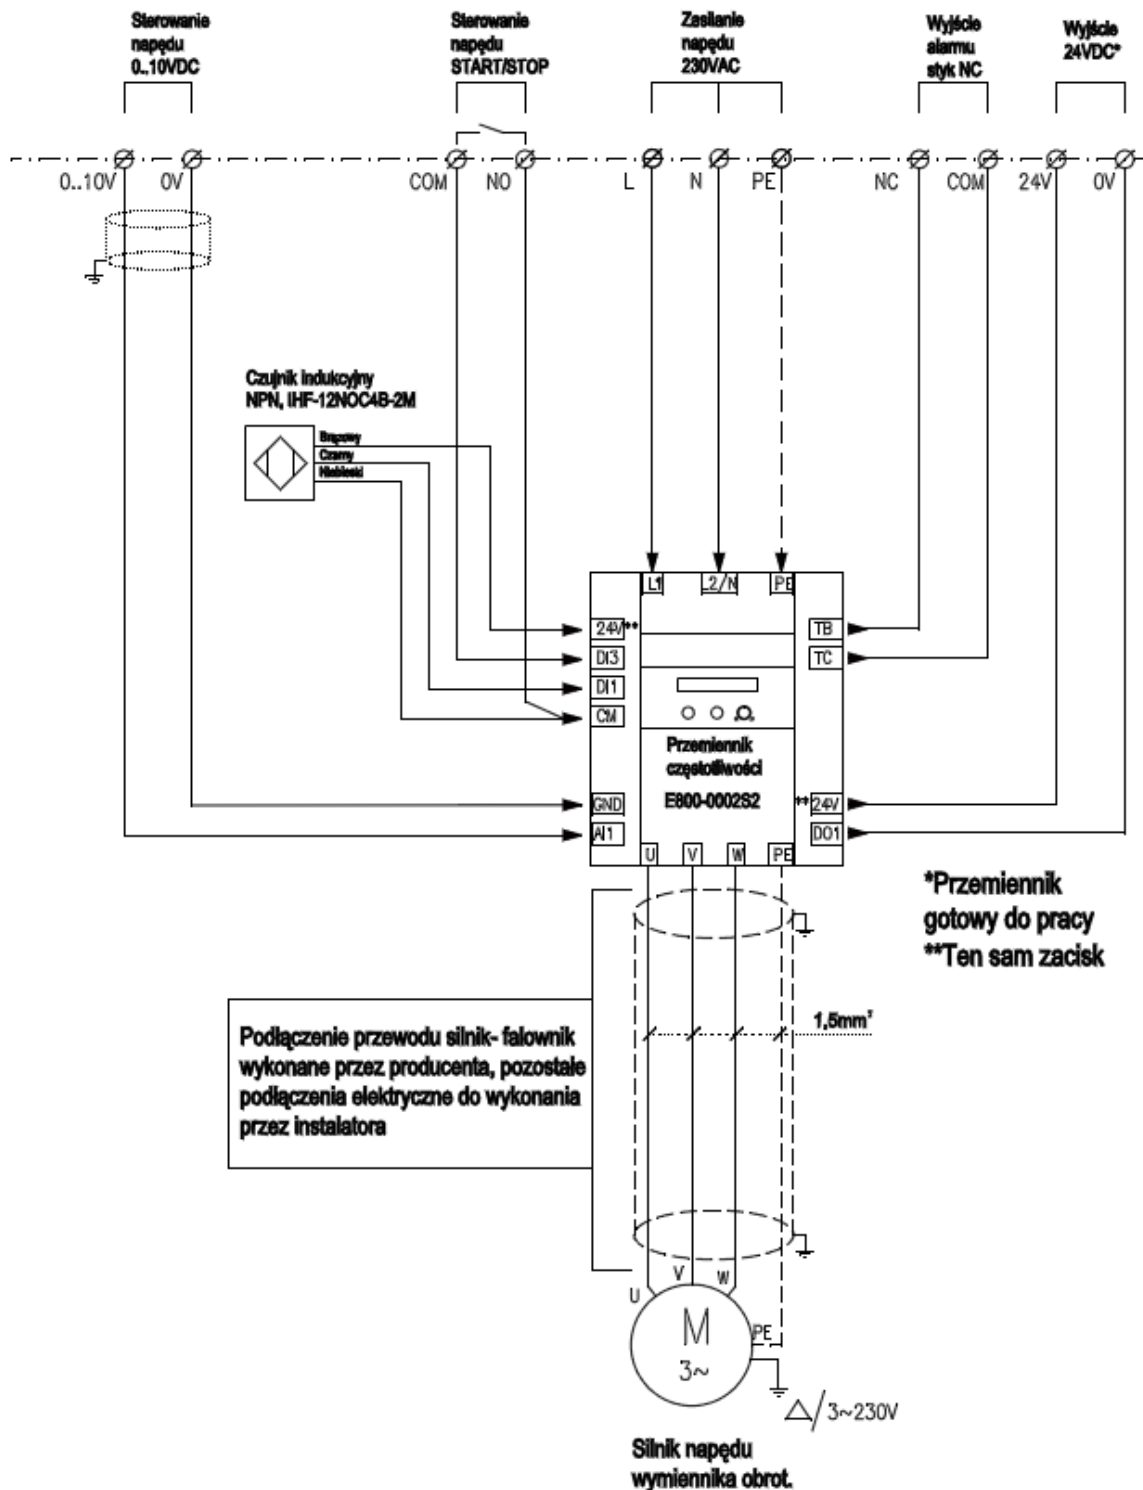 Sterowanie
napędu
0..10VDC
Sterowanie
napędu
START/STOP
Zasilanie
napędu
230VAC
Wyjście
alarmu
styk NC
Wyjście
24VDC*
0..10V
0V
COM
NO
L
N
PE
NC
COM
24V
0V
Czujnik indukcyjny
NPN, IHF-12NOC4B-2M
Brązowy
Czarny
Niebieski
L1
L2/N
PE
24V**
DI3
DI1
CM
GND
AI1
TB
TC
**24V
DO1
Przemiennik
częstotliwości
E800-0002S2
U
V
W
PE
*Przemiennik
gotowy do pracy
**Ten sam zacisk
1,5mm²
Podłączenie przewodu silnik- falownik
wykonane przez producenta, pozostałe
podłączenia elektryczne do wykonania
przez instalatora
U
V
W
M
3~
PE
△/3~230V
Silnik napędu
wymiennika obrot.